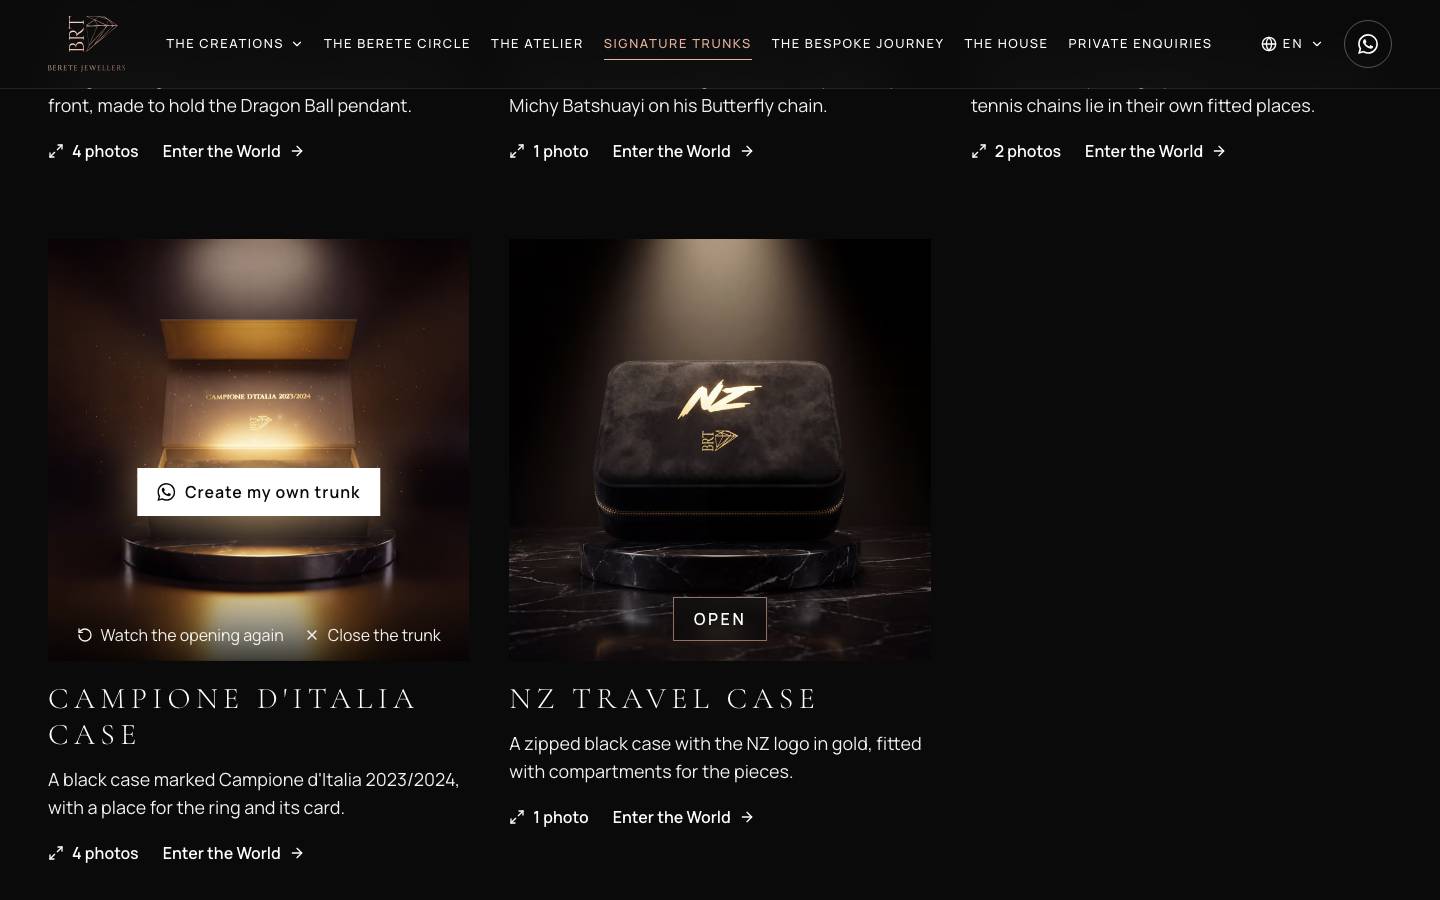 BRT
BERETE JEWELLERS
THE CREATIONS
THE BERETE CIRCLE
THE ATELIER
SIGNATURE TRUNKS
THE BESPOKE JOURNEY
THE HOUSE
PRIVATE ENQUIRIES
EN
front, made to hold the Dragon Ball pendant.
4 photos Enter the World
Michy Batshuayi on his Butterfly chain.
1 photo Enter the World
tennis chains lie in their own fitted places.
2 photos Enter the World
CAMPIONE D'ITALIA 2023/2024
BRT
Create my own trunk
Watch the opening again Close the trunk
CAMPIONE D'ITALIA
CASE
A black case marked Campione d'Italia 2023/2024,
with a place for the ring and its card.
4 photos Enter the World
NZ
BRT
OPEN
NZ TRAVEL CASE
A zipped black case with the NZ logo in gold, fitted
with compartments for the pieces.
1 photo Enter the World